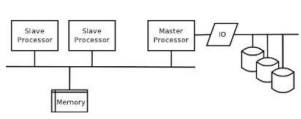 Slave
Processor
Slave
Processor
Master
Processor
IO
Memory